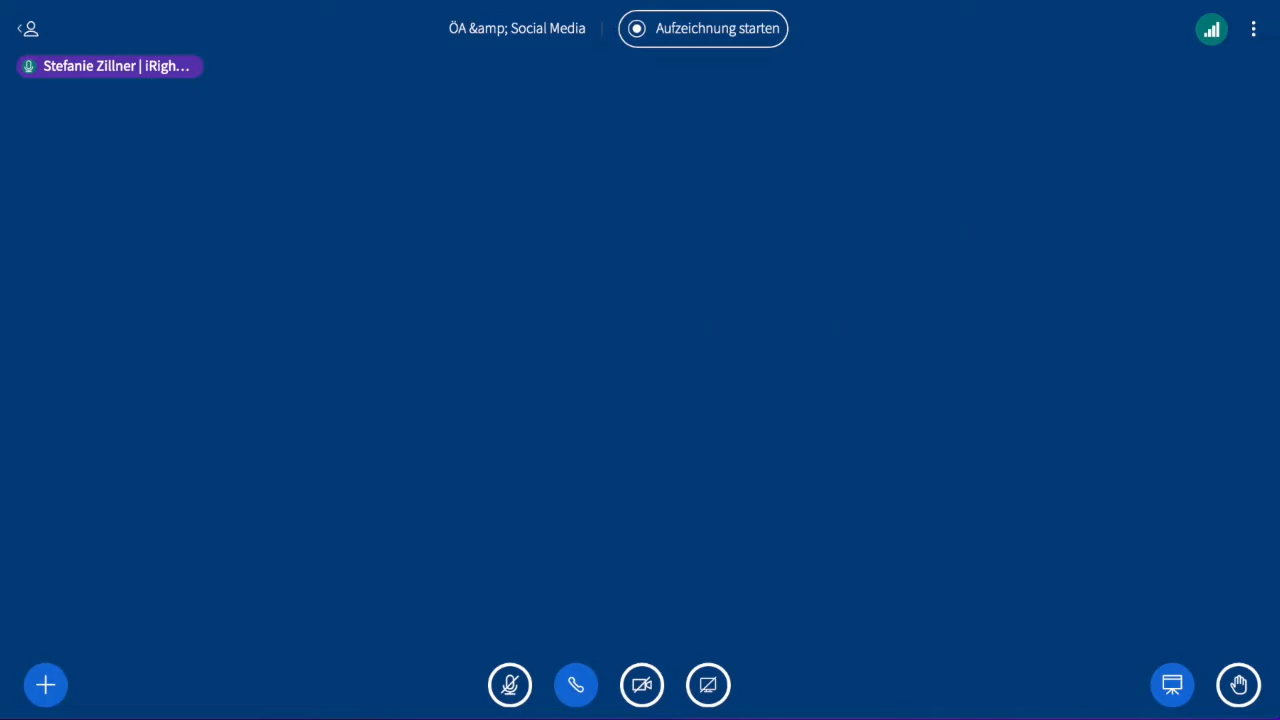 ÖA &amp; Social Media
Aufzeichnung starten
Stefanie Zillner | iRigh...